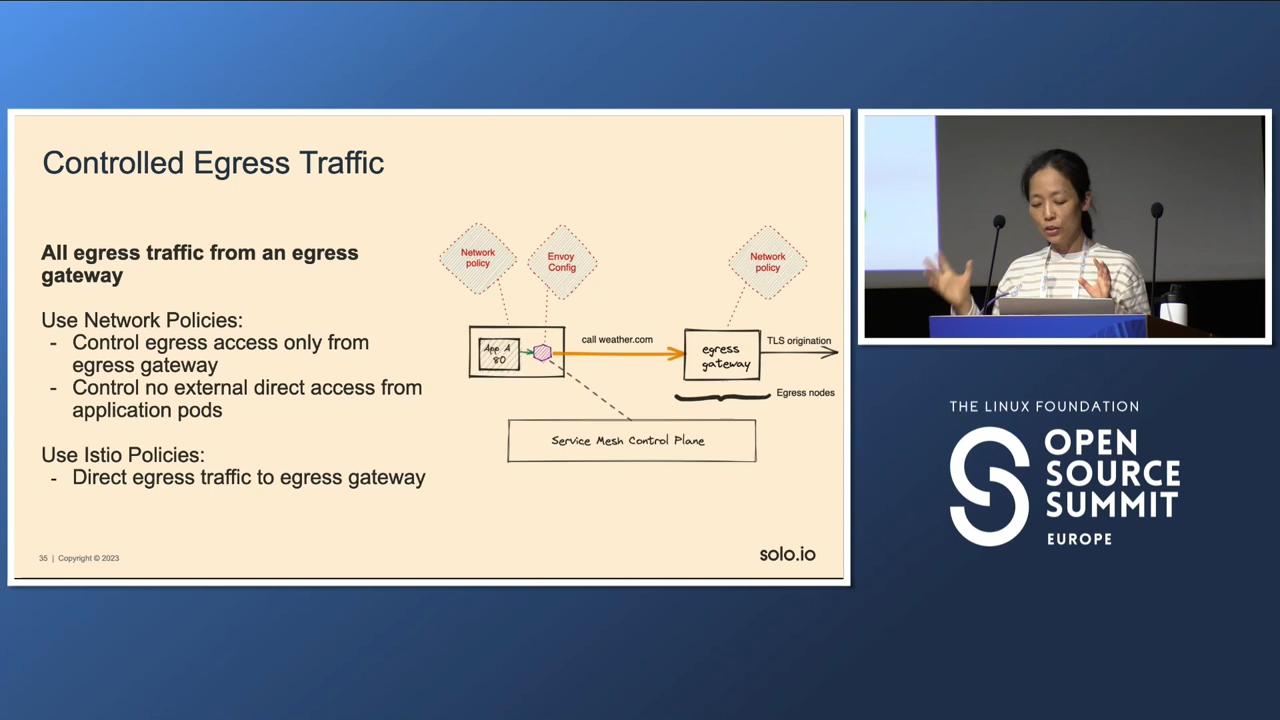 Controlled Egress Traffic
All egress traffic from an egress
gateway
Use Network Policies:
- Control egress access only from
egress gateway
- Control no external direct access from
application pods
Use Istio Policies:
- Direct egress traffic to egress gateway
Network
policy
Envoy
Config
Network
policy
App A
80
call weather.com
egress
gateway
TLS origination
Egress nodes
Service Mesh Control Plane
35 | Copyright © 2023
solo.io
THE LINUX FOUNDATION
OPEN
SOURCE
SUMMIT
EUROPE